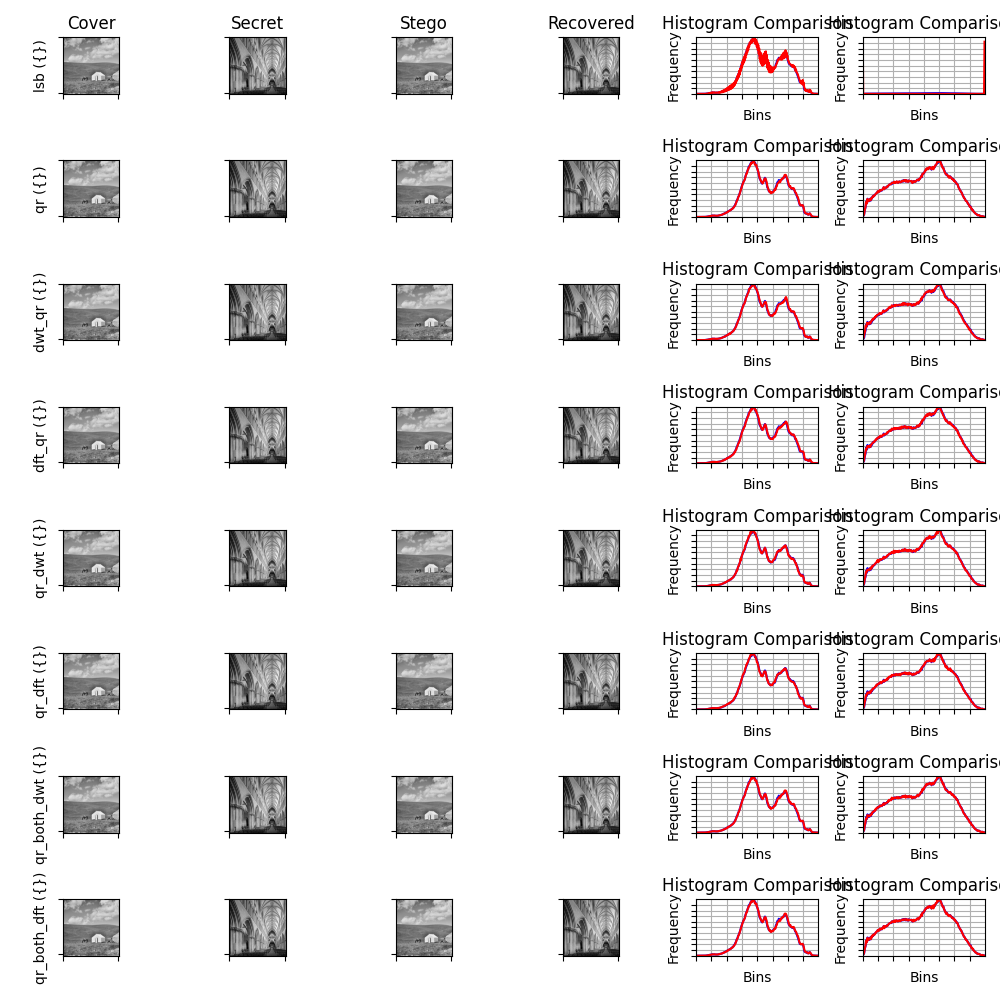 Cover Secret Stego Recovered Histogram Comparison Histogram Comparison
lsb ({}) Frequency Frequency
Bins Bins
Histogram Comparison Histogram Comparison
qr ({}) Frequency Frequency
Bins Bins
Histogram Comparison Histogram Comparison
dwt_qr ({}) Frequency Frequency
Bins Bins
Histogram Comparison Histogram Comparison
dft_qr ({}) Frequency Frequency
Bins Bins
Histogram Comparison Histogram Comparison
qr_dwt ({}) Frequency Frequency
Bins Bins
Histogram Comparison Histogram Comparison
qr_dft ({}) Frequency Frequency
Bins Bins
Histogram Comparison Histogram Comparison
qr_both_dwt ({}) Frequency Frequency
Bins Bins
Histogram Comparison Histogram Comparison
qr_both_dft ({}) Frequency Frequency
Bins Bins